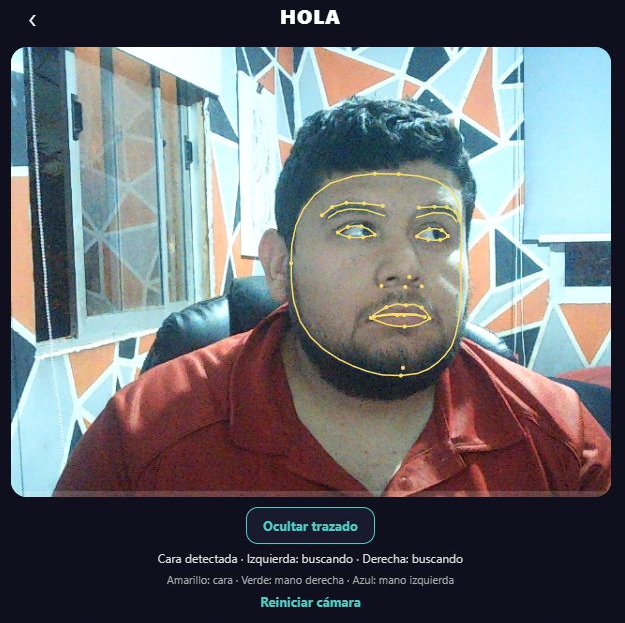 HOLA
Ocultar trazado
Cara detectada · Izquierda: buscando · Derecha: buscando
Amarillo: cara · Verde: mano derecha · Azul: mano izquierda
Reiniciar cámara